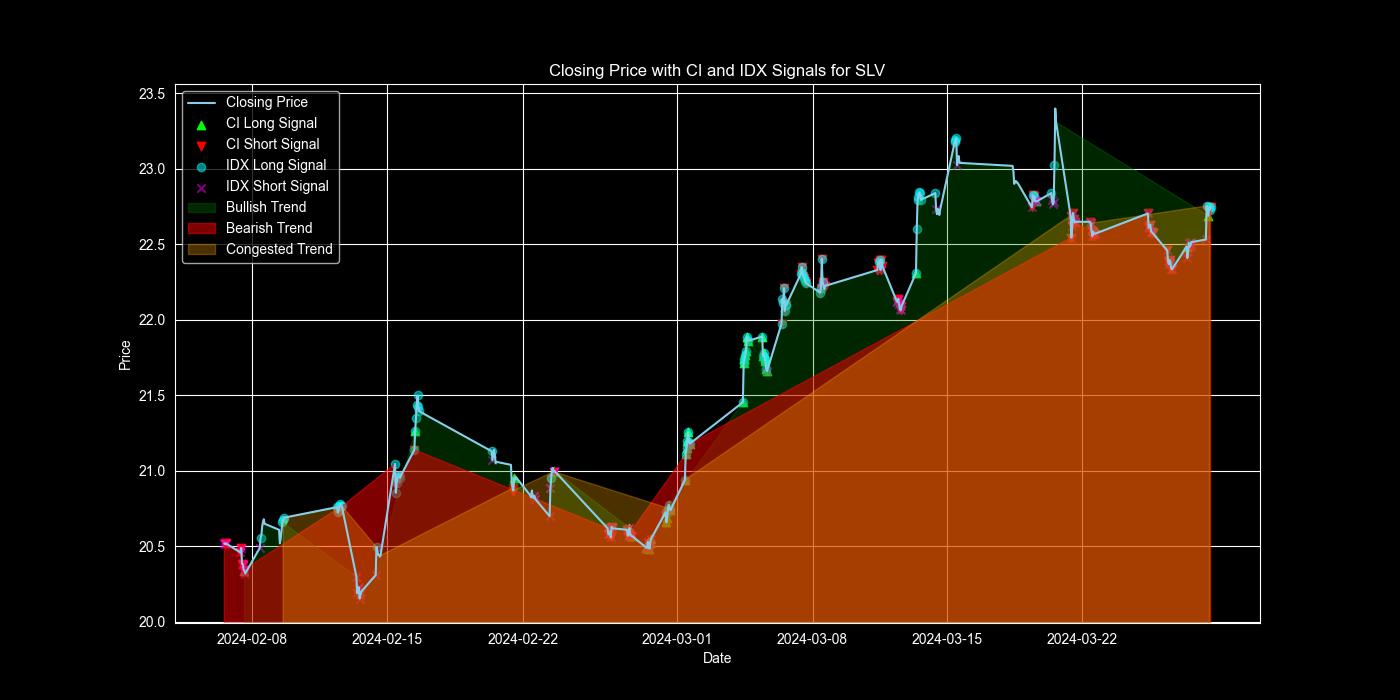 Closing Price with CI and IDX Signals for SLV
23.5
23.0
22.5
22.0
21.5
21.0
20.5
20.0
Price
Closing Price
CI Long Signal
CI Short Signal
IDX Long Signal
IDX Short Signal
Bullish Trend
Bearish Trend
Congested Trend
2024-02-08 2024-02-15 2024-02-22 2024-03-01 2024-03-08 2024-03-15 2024-03-22
Date